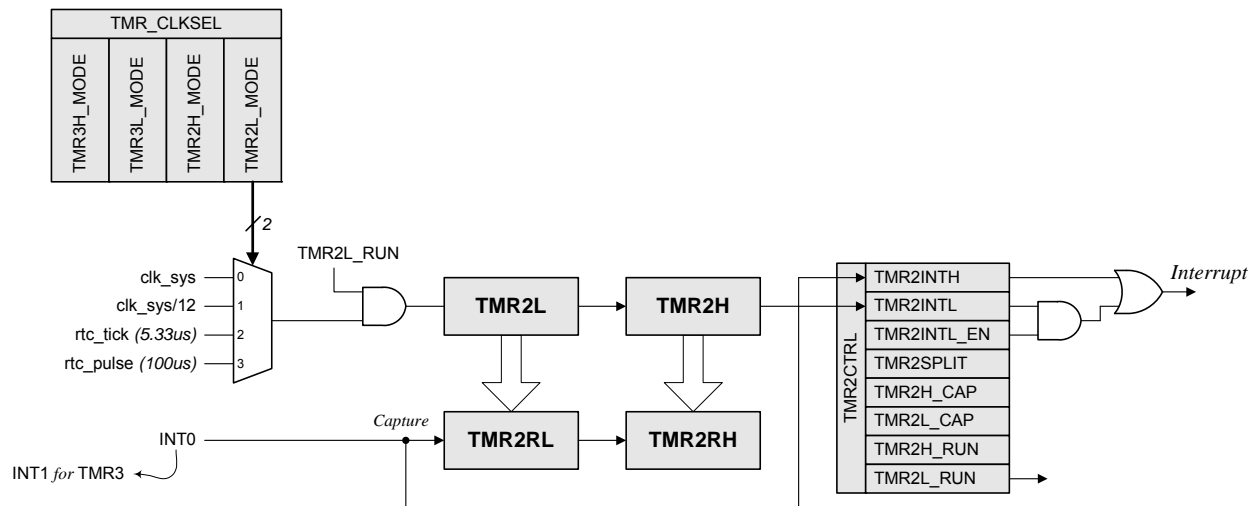 TMR_CLKSEL
TMR3H_MODE
TMR3L_MODE
TMR2H_MODE
TMR2L_MODE
2
TMR2L_RUN
clk_sys
0
clk_sys/12
1
rtc_tick (5.33us)
2
rtc_pulse (100us)
3
TMR2L
TMR2H
Capture
INT0
TMR2RL
TMR2RH
INT1 for TMR3
TMR2CTRL
TMR2INTH
TMR2INTL
TMR2INTL_EN
TMR2SPLIT
TMR2H_CAP
TMR2L_CAP
TMR2H_RUN
TMR2L_RUN
Interrupt